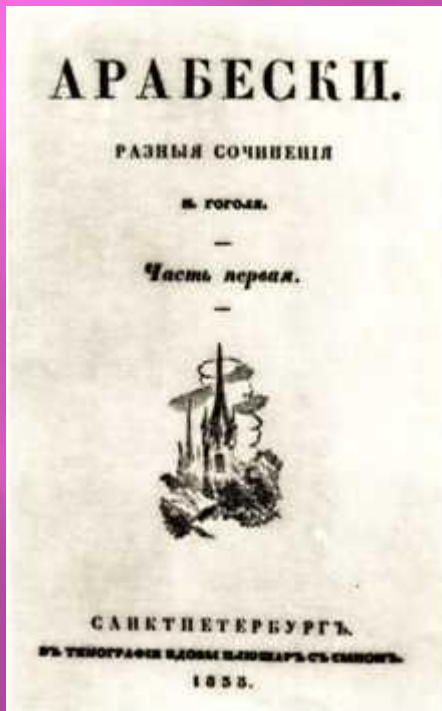 АРАБЕСКИ.
РАЗНЫЯ СОЧИНЕНІЯ
Н. ГОГОЛЯ.
Часть первая.
САНКТПЕТЕРБУРГЪ.
ВЪ ТИПОГРАФІИ ВДОВЫ ПЛЮШАРЪ СЪ СЫНОМЪ.
1835.